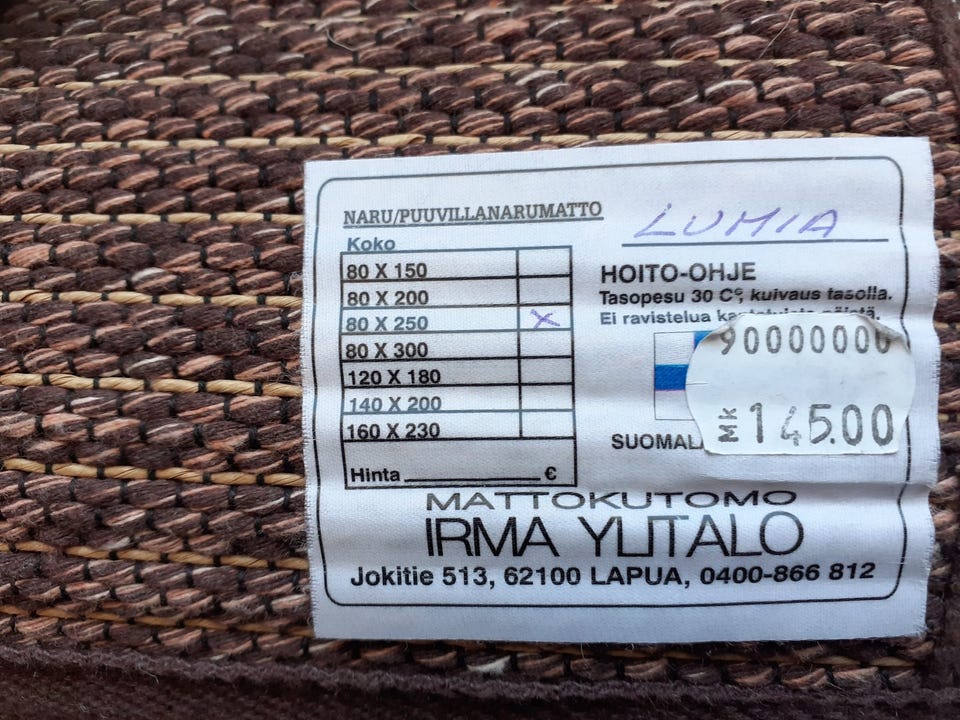 NARU/PUUVILLANARUMATTO
LUMIA
Koko
80 X 150
80 X 200
80 X 250 X
80 X 300
120 X 180
140 X 200
160 X 230
Hinta €
HOITO-OHJE
Tasopesu 30 C°, kuivaus tasolla.
Ei ravistelua
90000000
MK 145.00
SUOMAL
MATTOKUTOMO
IRMA YLITALO
Jokitie 513, 62100 LAPUA, 0400-866 812